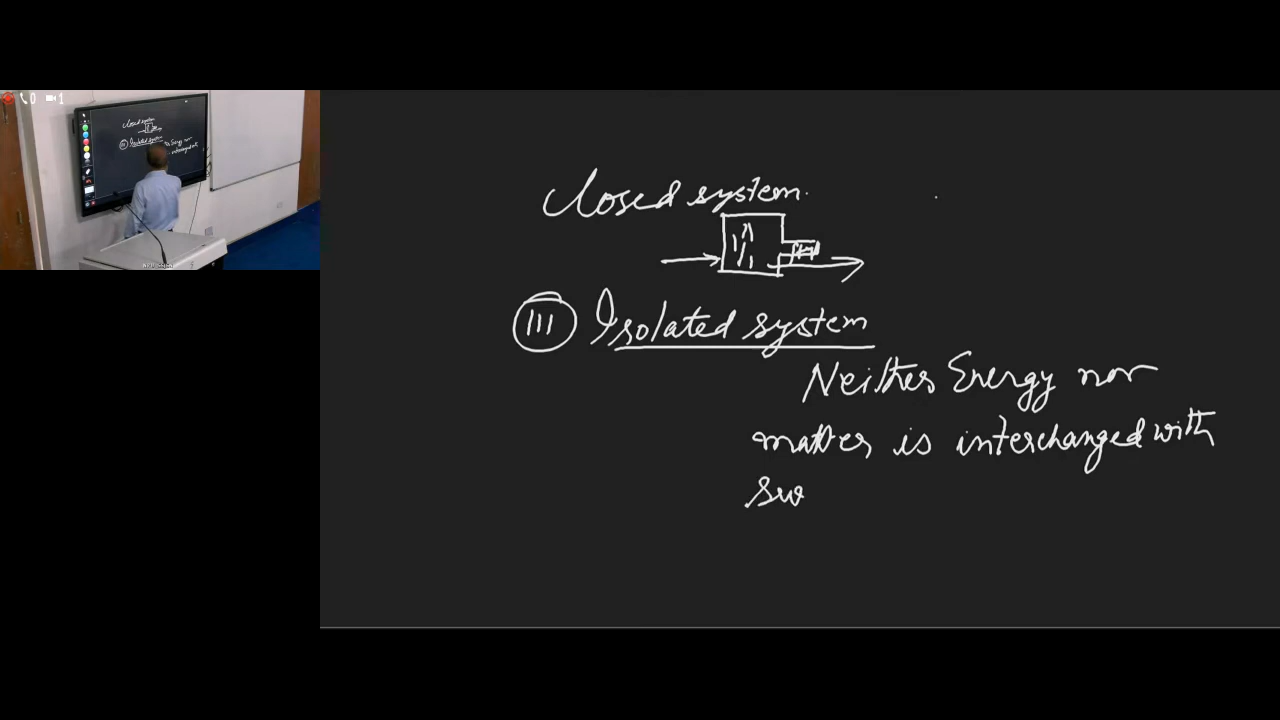 closed system.
III Isolated system
Neither Energy nor
matter is interchanged with
sur